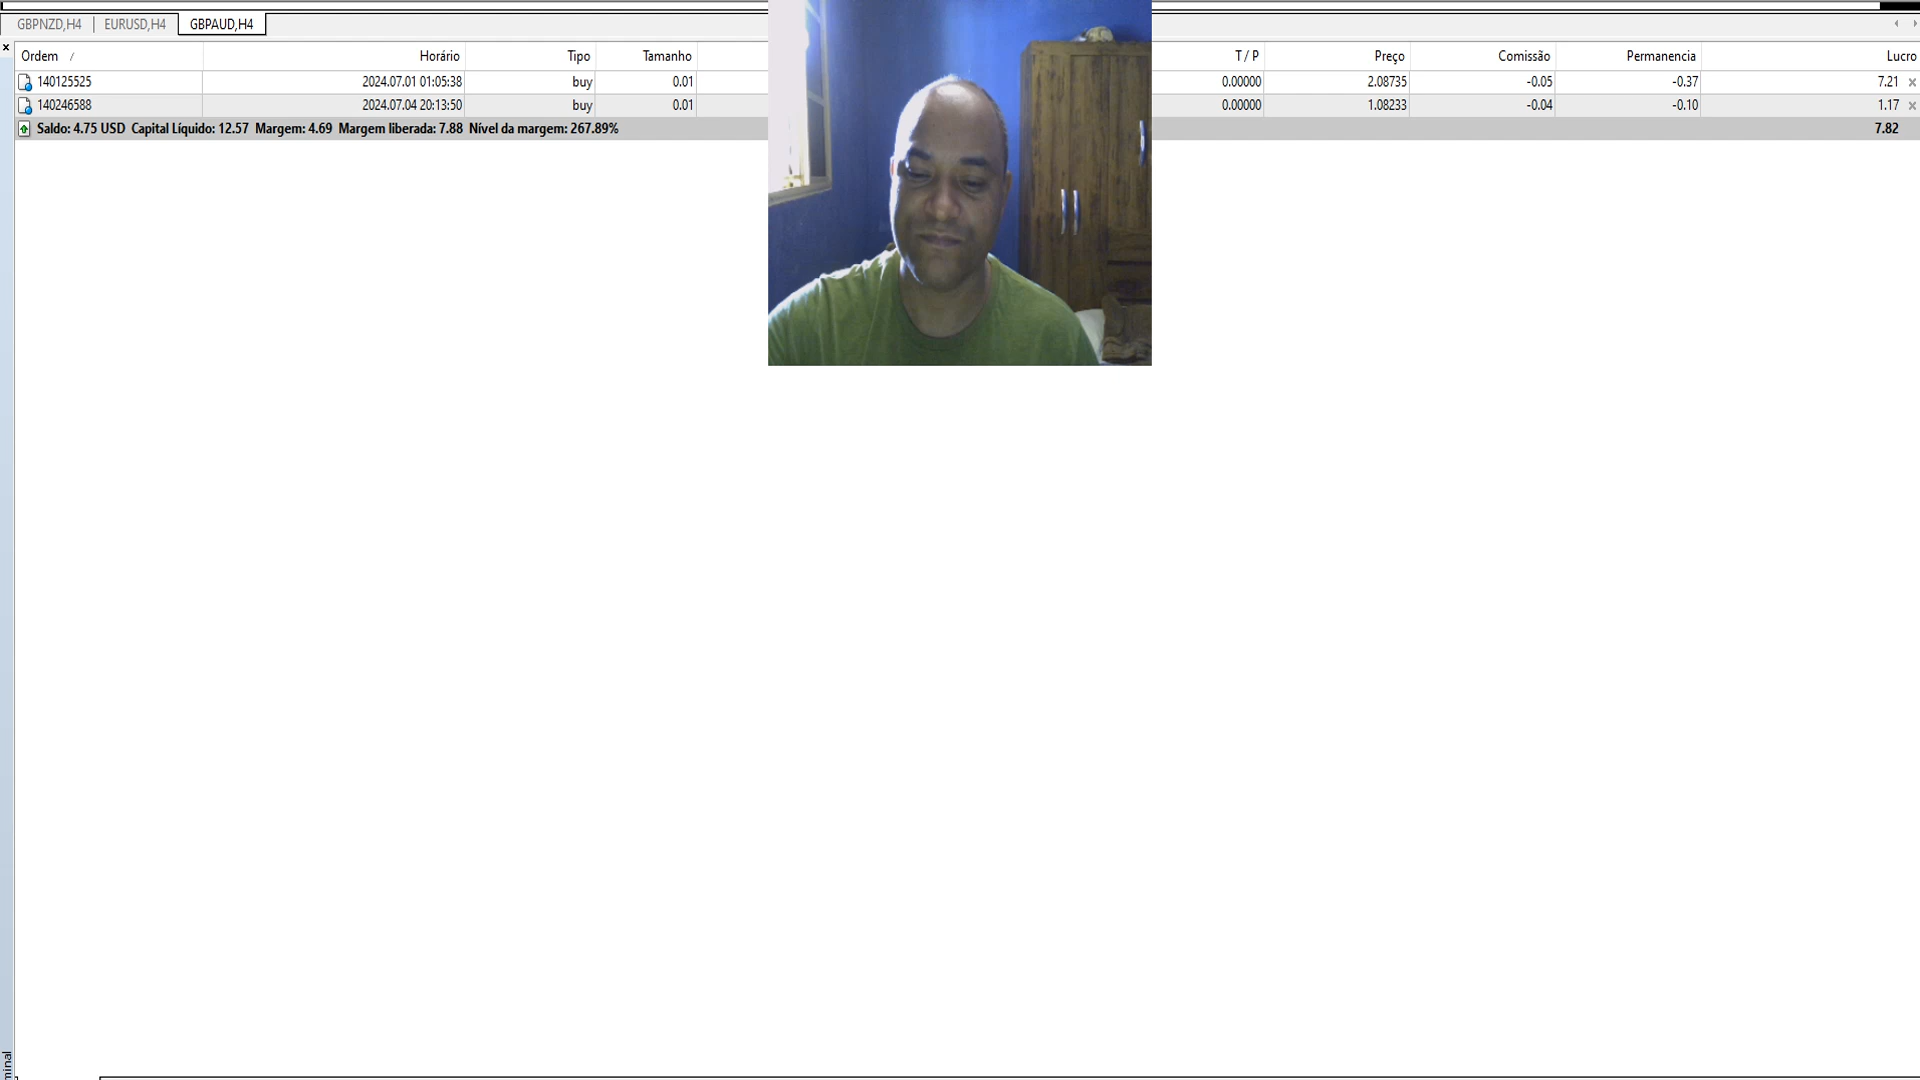 GBPNZD,H4 EURUSD,H4 GBPAUD,H4
Ordem / Horário Tipo Tamanho T / P Preço Comissão Permanencia Lucro
140125525 2024.07.01 01:05:38 buy 0.01 0.00000 2.08735 -0.05 -0.37 7.21
140246588 2024.07.04 20:13:50 buy 0.01 0.00000 1.08233 -0.04 -0.10 1.17
Saldo: 4.75 USD Capital Líquido: 12.57 Margem: 4.69 Margem liberada: 7.88 Nível da margem: 267.89% 7.82
minal